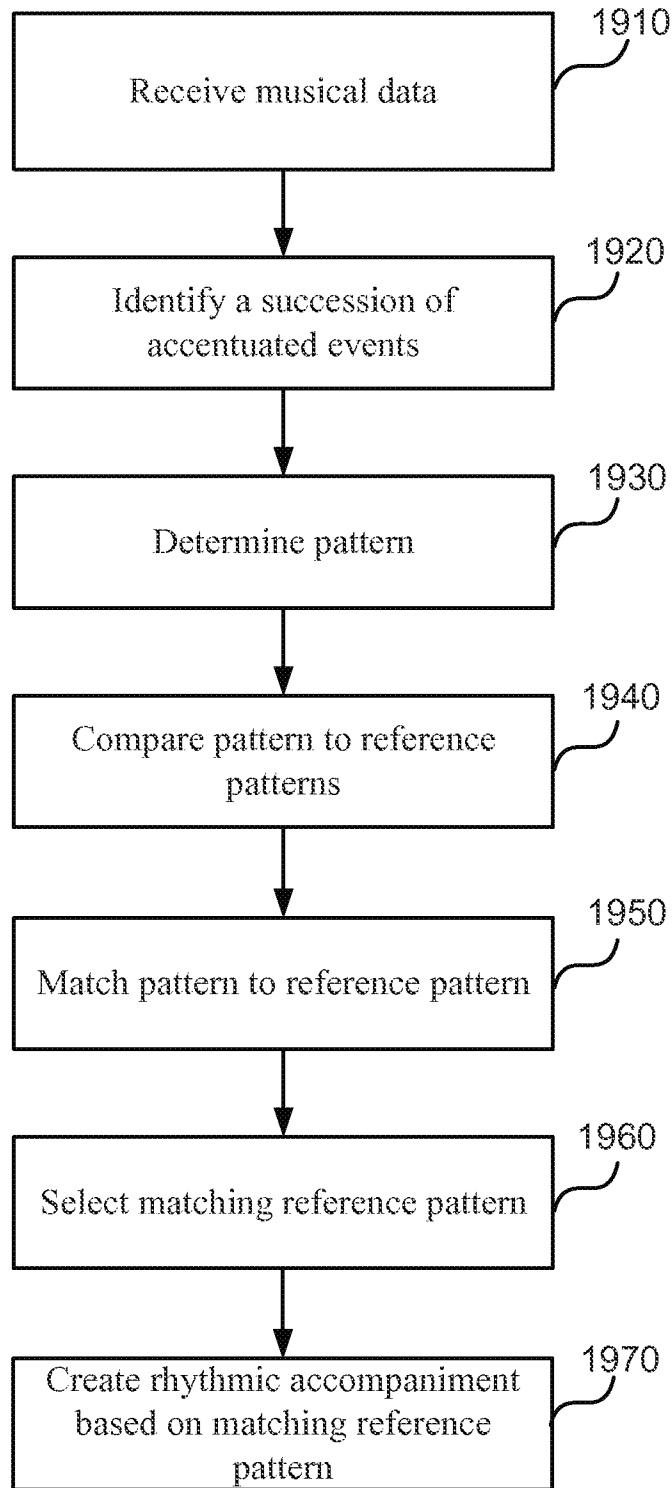 1910
Receive musical data
1920
Identify a succession of
accentuated events
1930
Determine pattern
1940
Compare pattern to reference
patterns
1950
Match pattern to reference pattern
1960
Select matching reference pattern
1970
Create rhythmic accompaniment
based on matching reference
pattern